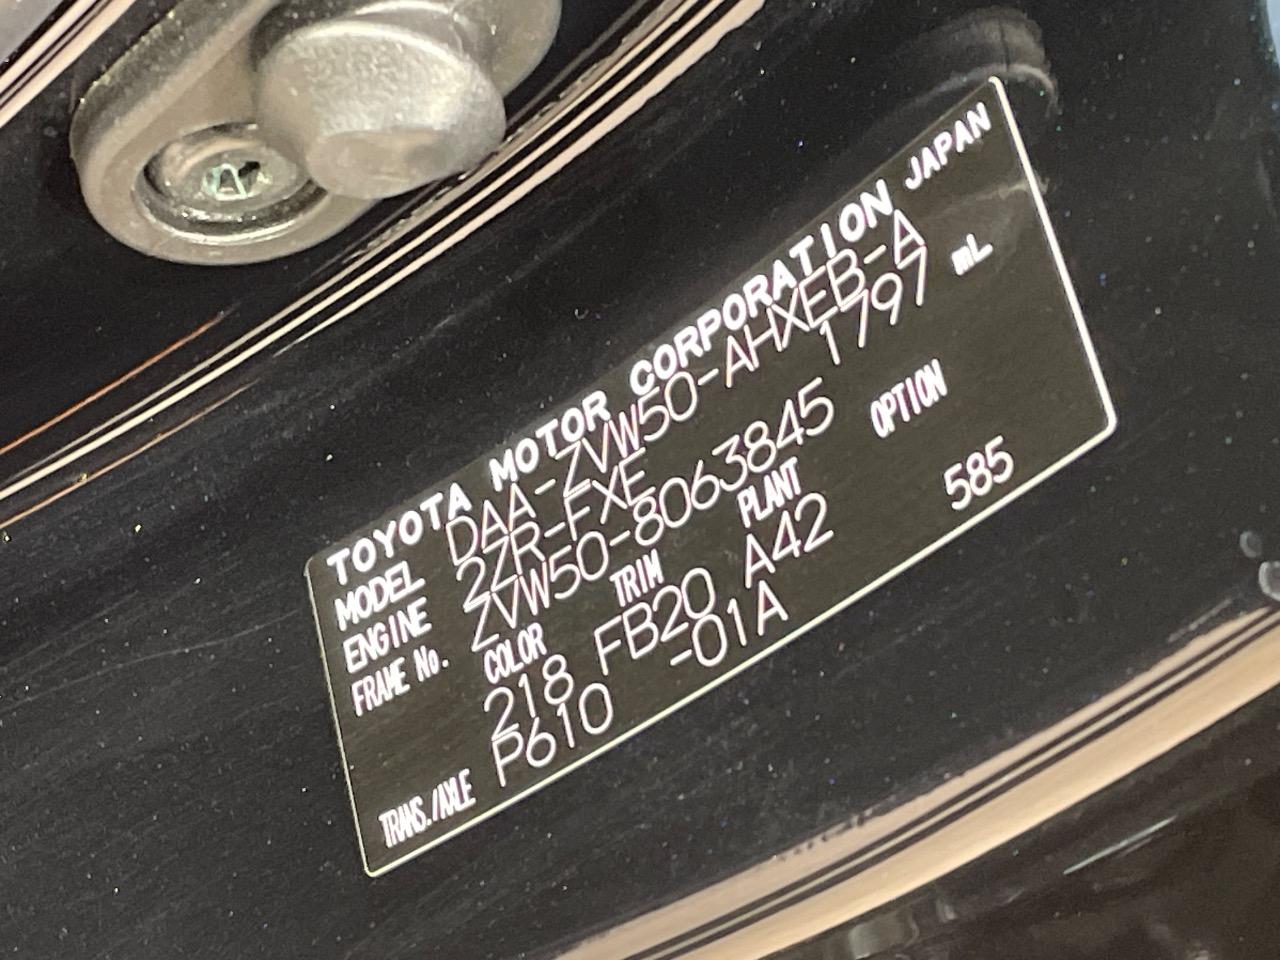 TOYOTA MOTOR CORPORATION JAPAN
MODEL DAA-ZVW50-AHXEB-A
ENGINE 2ZR-FXE 1797 mL
FRAME No. ZVW50-8063845
COLOR TRIM PLANT OPTION
218 FB20 A42 585
TRANS./AXLE P610 -01A